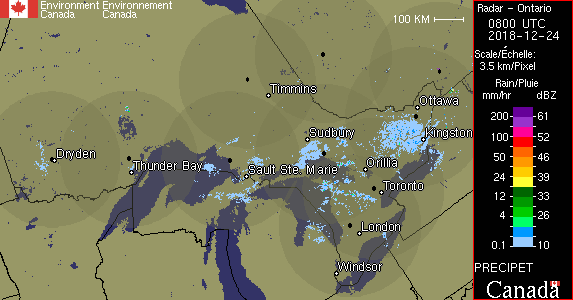 Environment Environnement
Canada Canada
100 KM
Timmins
Ottawa
Sudbury
Kingston
Dryden
Thunder Bay
Sault Ste. Marie
Orillia
Toronto
London
Windsor
Radar - Ontario
0800 UTC
2018-12-24
Scale/Échelle:
3.5 km/Pixel
Rain/Pluie
mm/hr dBZ
200 61
100 52
50 46
24 39
12 33
4 26
0.1 10
PRECIPET
Canada